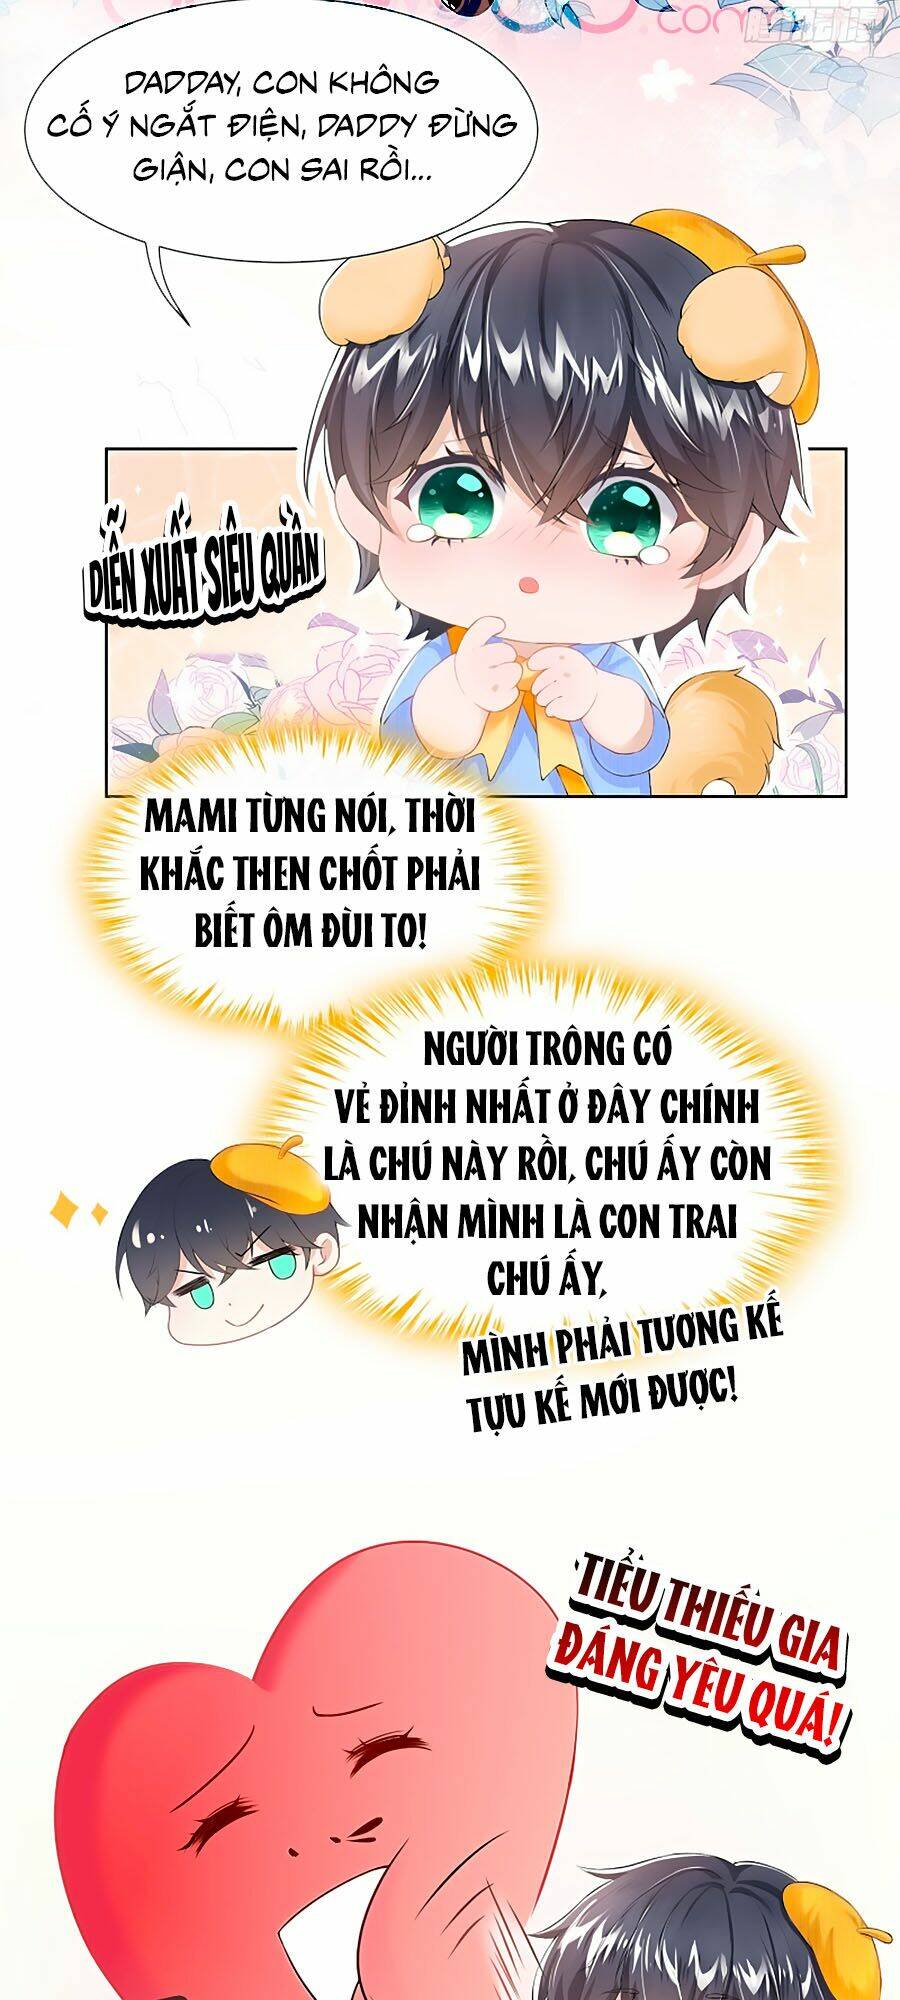 .com
DADDAY, CON KHÔNG
CỐ Ý NGẮT ĐIỆN, DADDY ĐỪNG
GIẬN, CON SAI RỒI...
DIỄN XUẤT SIÊU QUẦN
MAMI TỪNG NÓI, THỜI
KHẮC THEN CHỐT PHẢI
BIẾT ÔM ĐÙI TO!
NGƯỜI TRÔNG CÓ
VẺ ĐỈNH NHẤT Ở ĐÂY CHÍNH
LÀ CHÚ NÀY RỒI, CHÚ ẤY CÒN
NHẬN MÌNH LÀ CON TRAI
CHÚ ẤY,
MÌNH PHẢI TƯƠNG KẾ
TỰU KẾ MỚI ĐƯỢC!
TIỂU THIẾU GIA
ĐÁNG YÊU QUÁ!